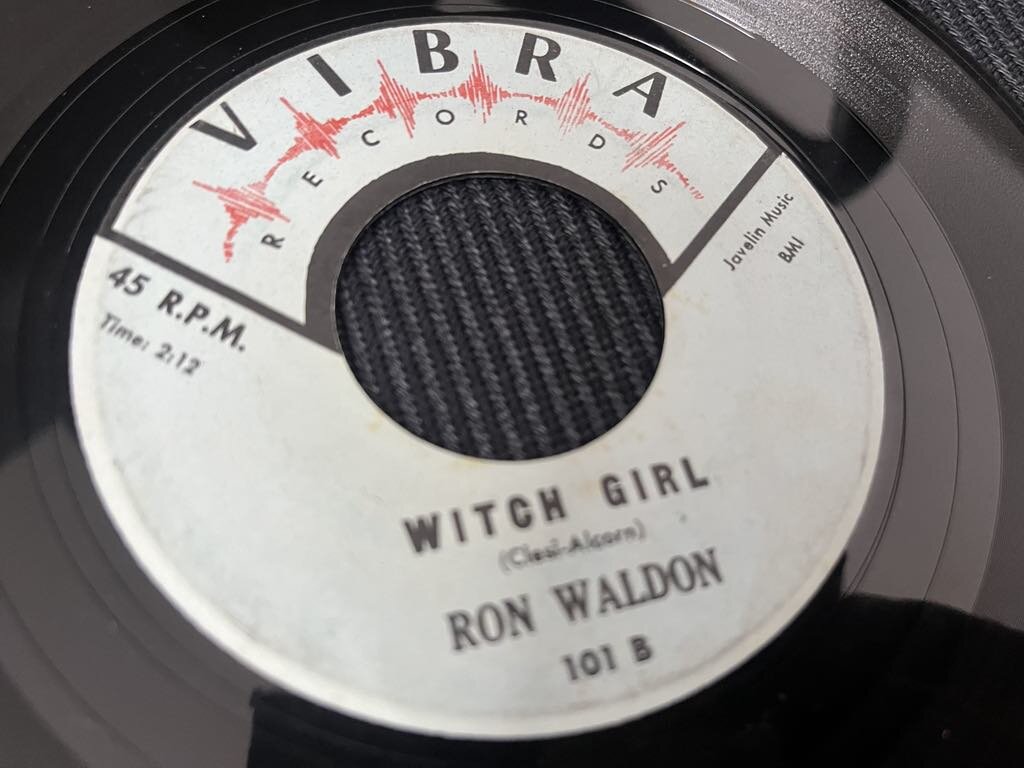 VIBRA
RECORDS
45 R.P.M.
Time: 2:12
Javelin Music
BMI
WITCH GIRL
(Clesi-Alcorn)
RON WALDON
101 B